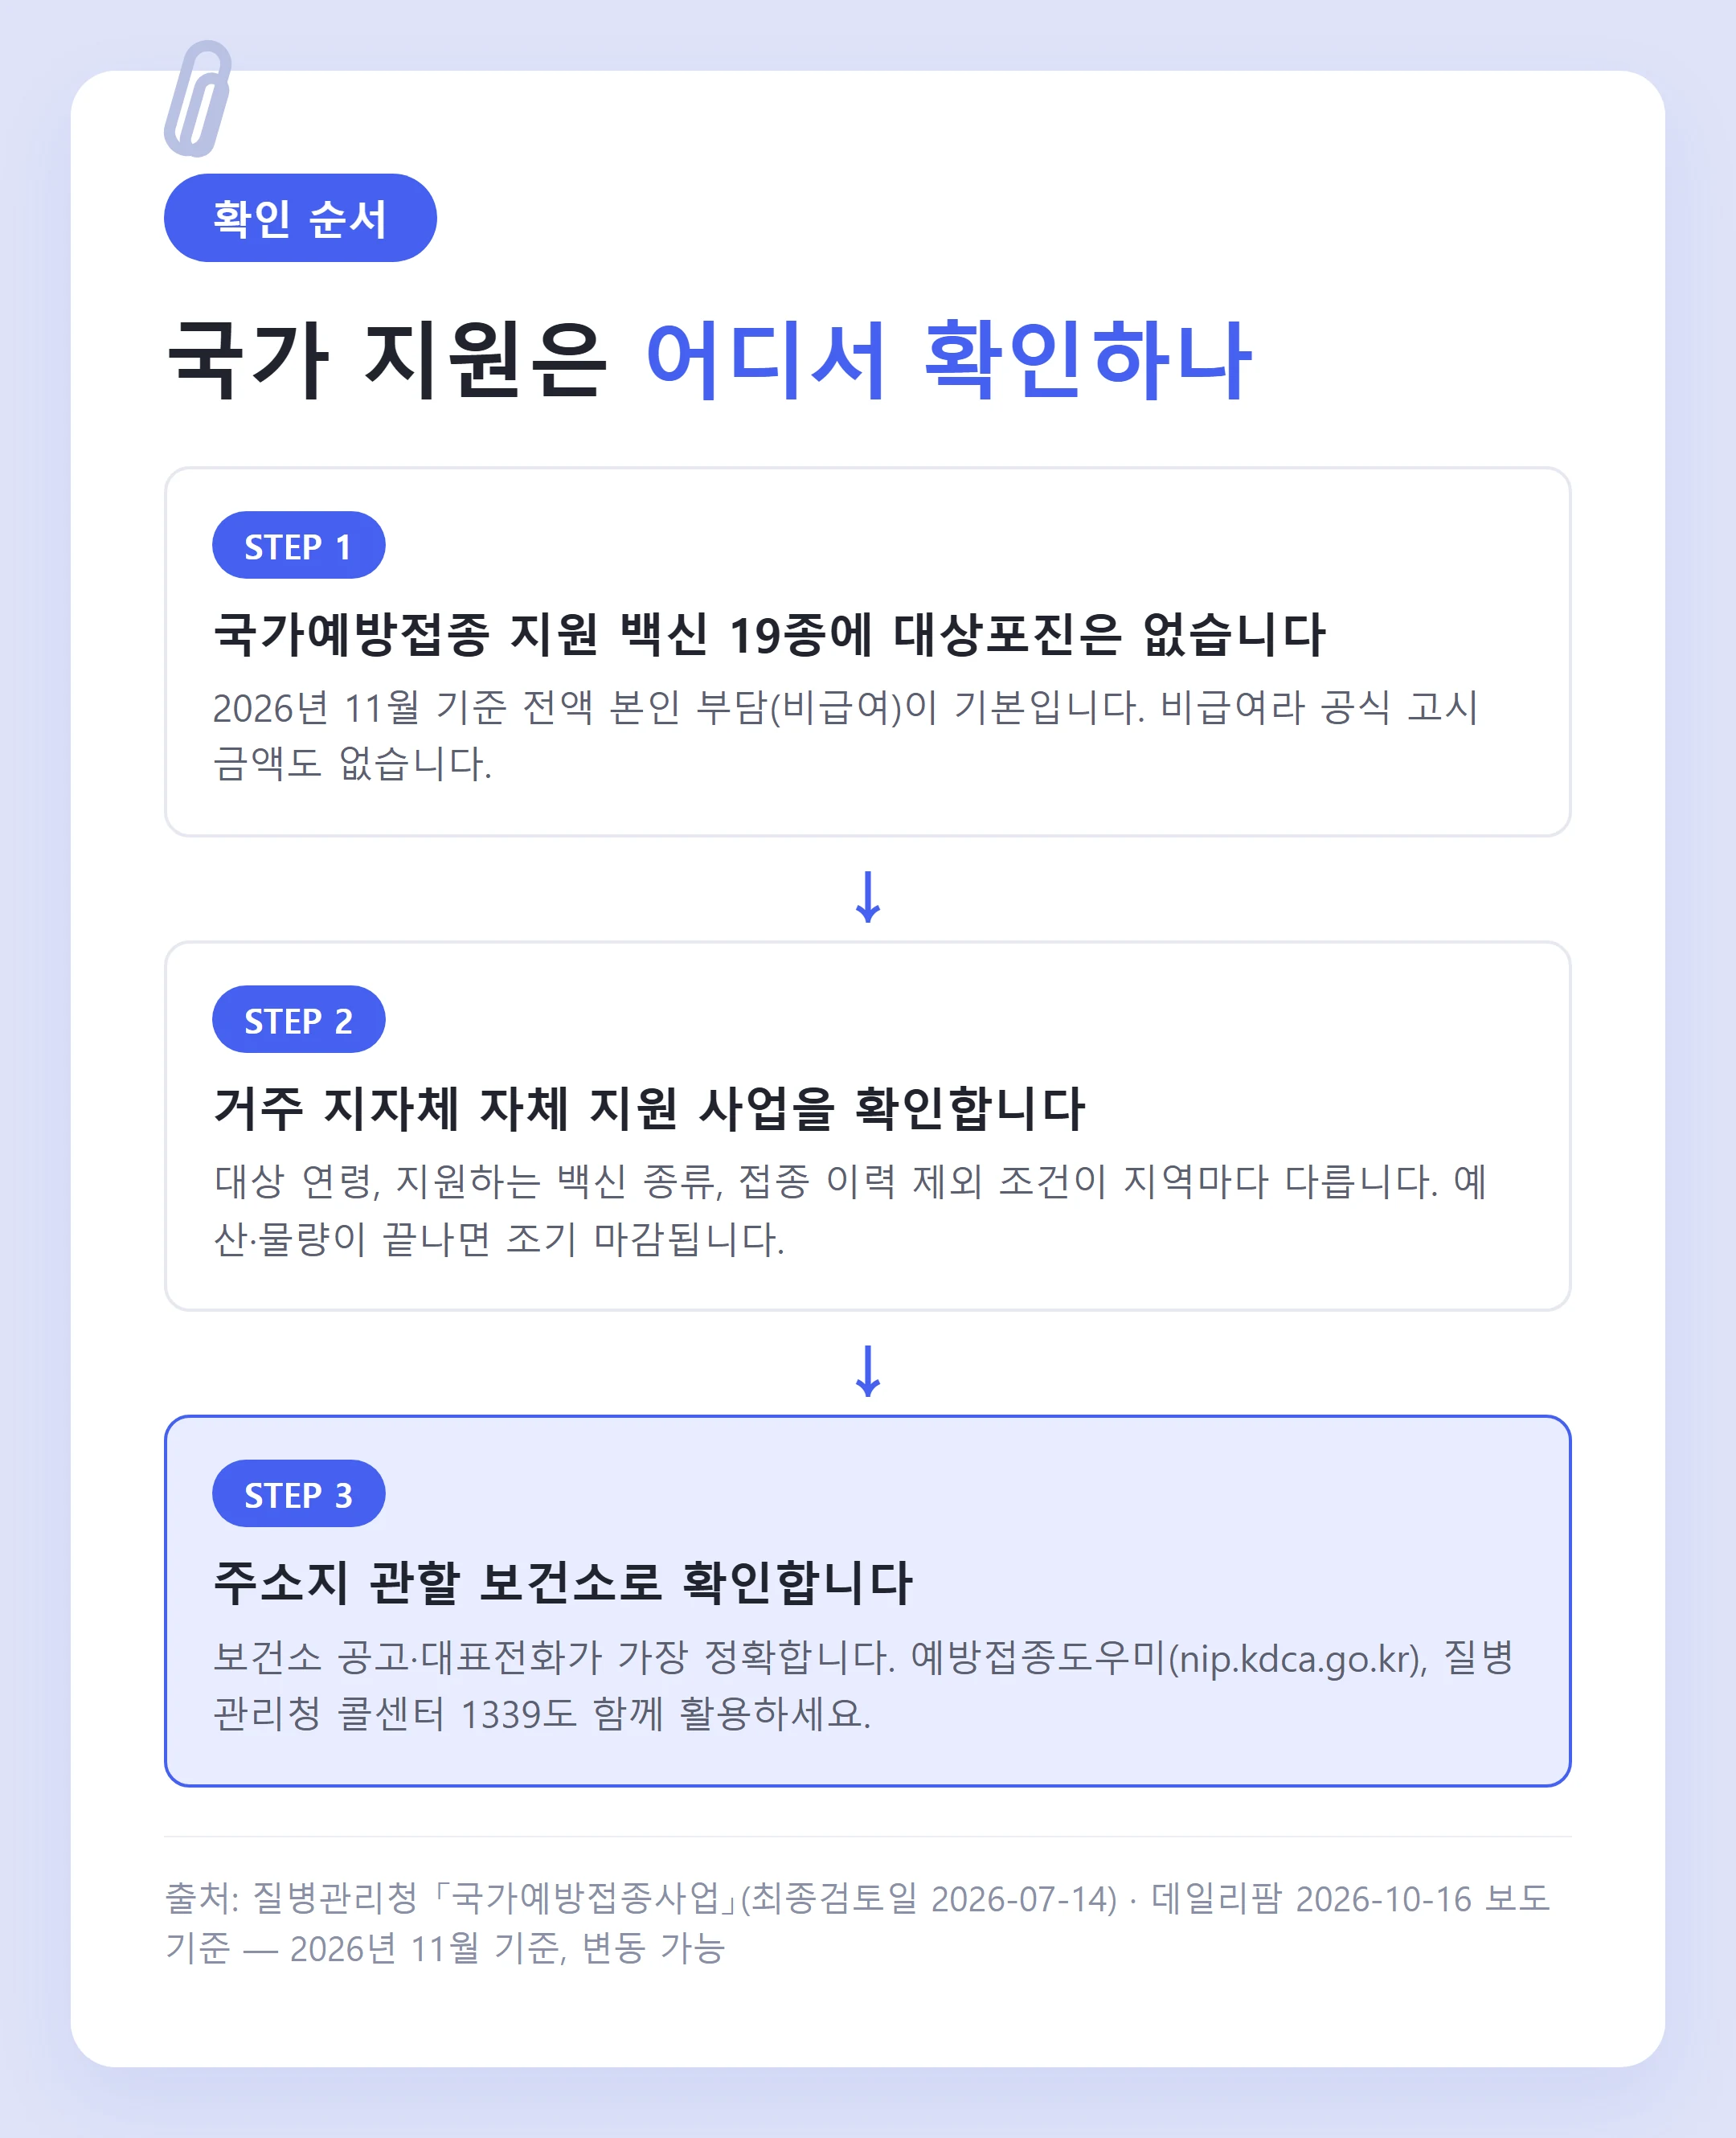 확인 순서
국가 지원은 어디서 확인하나
STEP 1
국가예방접종 지원 백신 19종에 대상포진은 없습니다
2026년 11월 기준 전액 본인 부담(비급여)이 기본입니다. 비급여라 공식 고시
금액도 없습니다.
↓
STEP 2
거주 지자체 자체 지원 사업을 확인합니다
대상 연령, 지원하는 백신 종류, 접종 이력 제외 조건이 지역마다 다릅니다. 예
산·물량이 끝나면 조기 마감됩니다.
↓
STEP 3
주소지 관할 보건소로 확인합니다
보건소 공고·대표전화가 가장 정확합니다. 예방접종도우미(nip.kdca.go.kr), 질병
관리청 콜센터 1339도 함께 활용하세요.
출처: 질병관리청 「국가예방접종사업」(최종검토일 2026-07-14) · 데일리팜 2026-10-16 보도
기준 — 2026년 11월 기준, 변동 가능